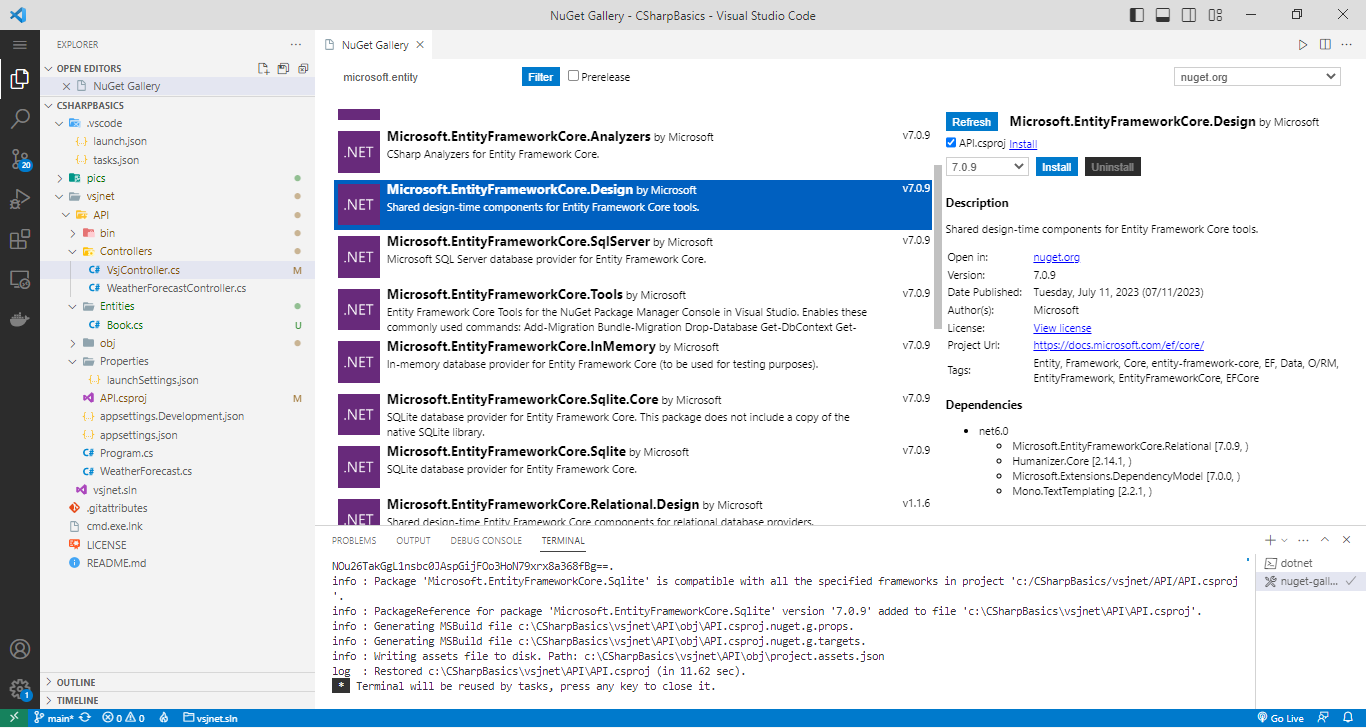 NuGet Gallery - CSharpBasics - Visual Studio Code
EXPLORER
OPEN EDITORS
NuGet Gallery
CSHARPBASICS
.vscode
launch.json
tasks.json
pics
vsjnet
API
bin
Controllers
C# VsjController.cs M
C# WeatherForecastController.cs
Entities
C# Book.cs U
obj
Properties
launchSettings.json
API.csproj M
appsettings.Development.json
appsettings.json
C# Program.cs
C# WeatherForecast.cs
vsjnet.sln
.gitattributes
cmd.exe.lnk
LICENSE
README.md
OUTLINE
TIMELINE
20
1
NuGet Gallery
microsoft.entity
Filter
Prerelease
nuget.org
.NET
Microsoft.EntityFrameworkCore.Analyzers by Microsoft v7.0.9
CSharp Analyzers for Entity Framework Core.
.NET
Microsoft.EntityFrameworkCore.Design by Microsoft v7.0.9
Shared design-time components for Entity Framework Core tools.
.NET
Microsoft.EntityFrameworkCore.SqlServer by Microsoft v7.0.9
Microsoft SQL Server database provider for Entity Framework Core.
.NET
Microsoft.EntityFrameworkCore.Tools by Microsoft v7.0.9
Entity Framework Core Tools for the NuGet Package Manager Console in Visual Studio. Enables these
commonly used commands: Add-Migration Bundle-Migration Drop-Database Get-DbContext Get-
.NET
Microsoft.EntityFrameworkCore.InMemory by Microsoft v7.0.9
In-memory database provider for Entity Framework Core (to be used for testing purposes).
.NET
Microsoft.EntityFrameworkCore.Sqlite.Core by Microsoft v7.0.9
SQLite database provider for Entity Framework Core. This package does not include a copy of the
native SQLite library.
.NET
Microsoft.EntityFrameworkCore.Sqlite by Microsoft v7.0.9
SQLite database provider for Entity Framework Core.
.NET
Microsoft.EntityFrameworkCore.Relational.Design by Microsoft v1.1.6
Shared design-time Entity Framework Core components for relational database providers.
Refresh
Microsoft.EntityFrameworkCore.Design by Microsoft
API.csproj Install
7.0.9
Install
Uninstall
Description
Shared design-time components for Entity Framework Core tools.
Open in: nuget.org
Version: 7.0.9
Date Published: Tuesday, July 11, 2023 (07/11/2023)
Author(s): Microsoft
License: View license
Project Url: https://docs.microsoft.com/ef/core/
Tags: Entity, Framework, Core, entity-framework-core, EF, Data, O/RM,
EntityFramework, EntityFrameworkCore, EFCore
Dependencies
net6.0
Microsoft.EntityFrameworkCore.Relational [7.0.9, )
Humanizer.Core [2.14.1, )
Microsoft.Extensions.DependencyModel [7.0.0, )
Mono.TextTemplating [2.2.1, )
PROBLEMS OUTPUT DEBUG CONSOLE TERMINAL
NOu26TakGgL1nsbc0JAspGijFOo3HoN79xrx8a368fBg==.
info : Package 'Microsoft.EntityFrameworkCore.Sqlite' is compatible with all the specified frameworks in project 'c:/CSharpBasics/vsjnet/API/API.csproj
'.
info : PackageReference for package 'Microsoft.EntityFrameworkCore.Sqlite' version '7.0.9' added to file 'c:\CSharpBasics\vsjnet\API\API.csproj'.
info : Generating MSBuild file c:\CSharpBasics\vsjnet\API\obj\API.csproj.nuget.g.props.
info : Generating MSBuild file c:\CSharpBasics\vsjnet\API\obj\API.csproj.nuget.g.targets.
info : Writing assets file to disk. Path: c:\CSharpBasics\vsjnet\API\obj\project.assets.json
log  : Restored c:\CSharpBasics\vsjnet\API\API.csproj (in 11.62 sec).
* Terminal will be reused by tasks, press any key to close it.
dotnet
nuget-gall...
main* 0 0 vsjnet.sln Go Live